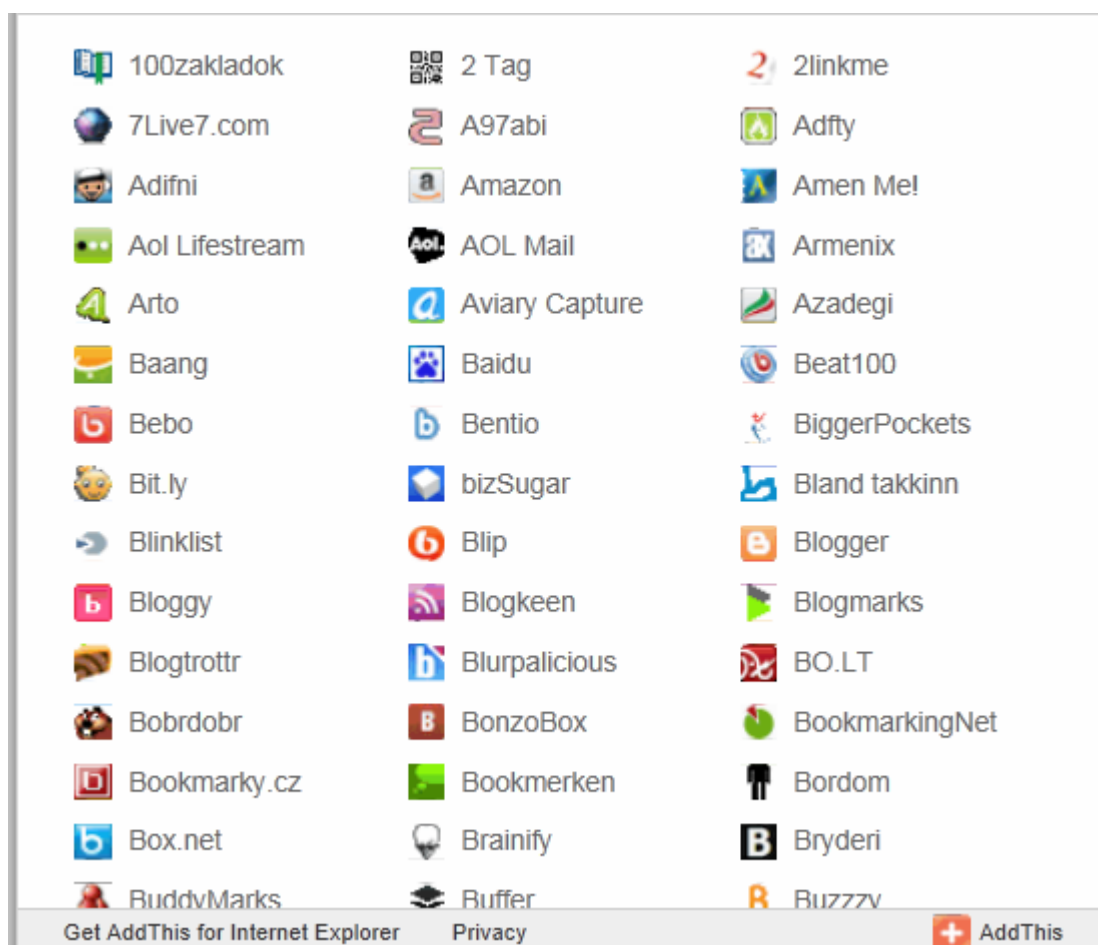 100zakladok 2 Tag 2linkme
7Live7.com A97abi Adfty
Adifni Amazon Amen Me!
Aol Lifestream AOL Mail Armenix
Arto Aviary Capture Azadegi
Baang Baidu Beat100
Bebo Bentio BiggerPockets
Bit.ly bizSugar Bland takkinn
Blinklist Blip Blogger
Bloggy Blogkeen Blogmarks
Blogtrottr Blurpalicious BO.LT
Bobrdobr BonzoBox BookmarkingNet
Bookmarky.cz Bookmerken Bordom
Box.net Brainify Bryderi
BuddyMarks Buffer Buzzzy
Get AddThis for Internet Explorer Privacy AddThis